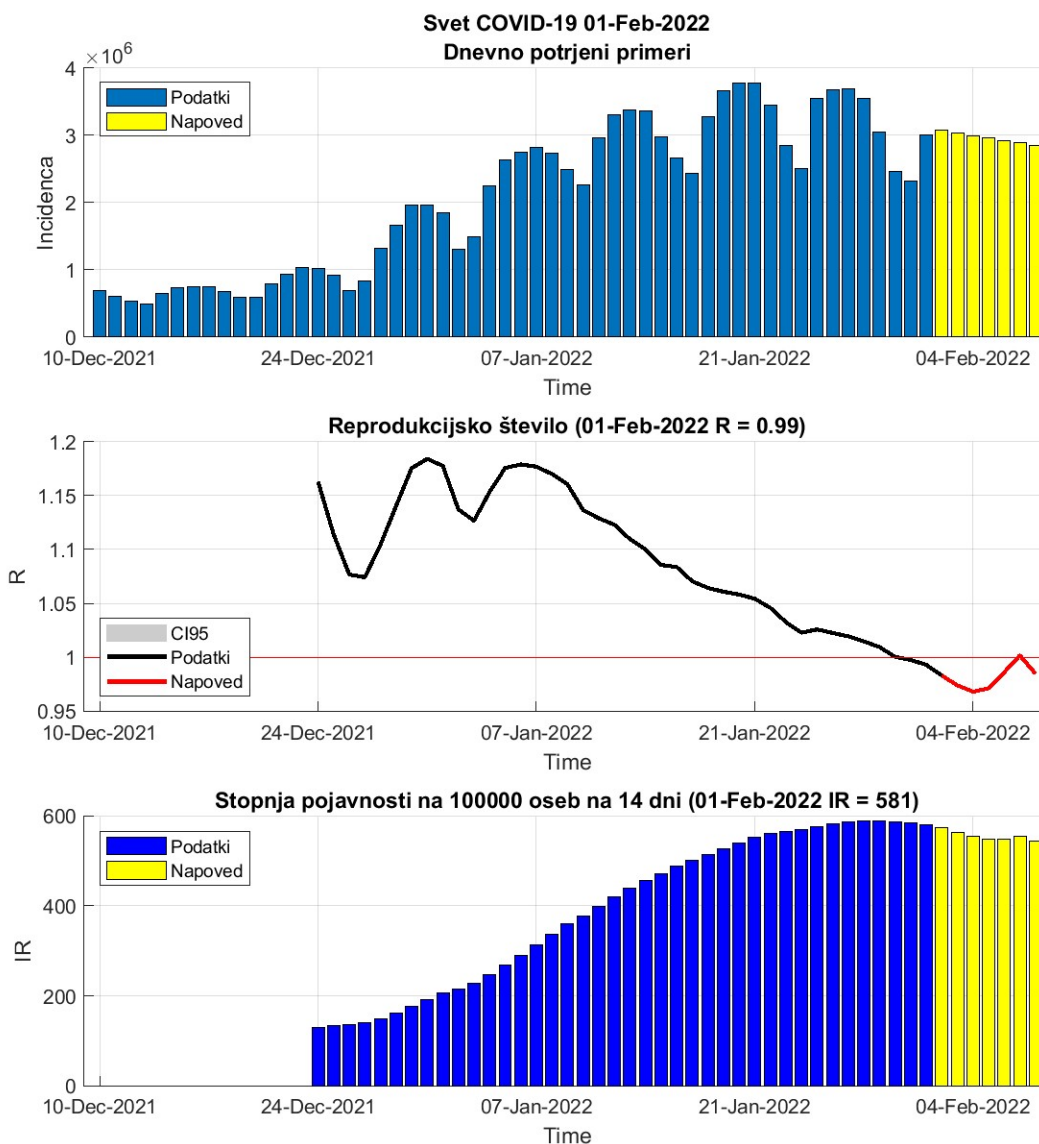 Svet COVID-19 01-Feb-2022
Dnevno potrjeni primeri
×10⁶
4
3
2
1
0
Incidenca
Podatki
Napoved
10-Dec-2021 24-Dec-2021 07-Jan-2022 21-Jan-2022 04-Feb-2022
Time
Reprodukcijsko število (01-Feb-2022 R = 0.99)
1.2
1.15
1.1
1.05
1
0.95
R
CI95
Podatki
Napoved
10-Dec-2021 24-Dec-2021 07-Jan-2022 21-Jan-2022 04-Feb-2022
Time
Stopnja pojavnosti na 100000 oseb na 14 dni (01-Feb-2022 IR = 581)
600
400
200
0
IR
Podatki
Napoved
10-Dec-2021 24-Dec-2021 07-Jan-2022 21-Jan-2022 04-Feb-2022
Time